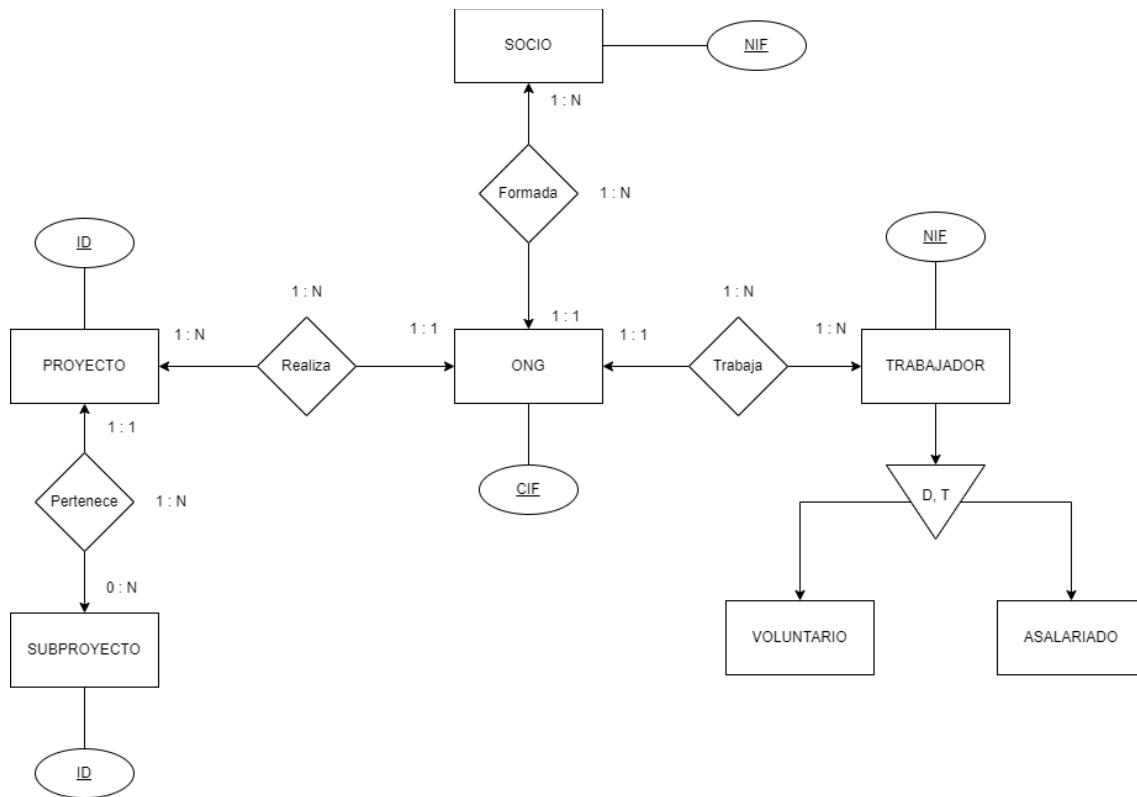 SOCIO
NIF
1 : N
Formada
1 : N
ID
NIF
1 : N
1 : N
1 : N
1 : 1
1 : 1
1 : 1
1 : N
PROYECTO
Realiza
ONG
Trabaja
TRABAJADOR
1 : 1
Pertenece
1 : N
CIF
D, T
0 : N
SUBPROYECTO
VOLUNTARIO
ASALARIADO
ID